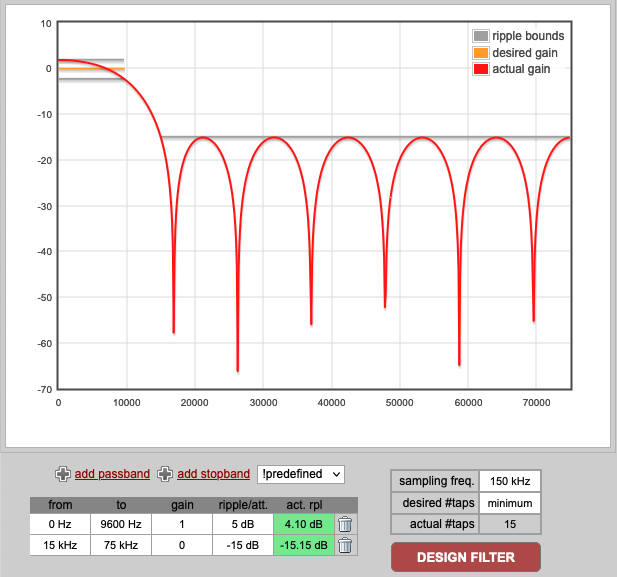 10
0
-10
-20
-30
-40
-50
-60
-70
ripple bounds
desired gain
actual gain
0 10000 20000 30000 40000 50000 60000 70000
add passband add stopband !predefined
from to gain ripple/att. act. rpl
0 Hz 9600 Hz 1 5 dB 4.10 dB
15 kHz 75 kHz 0 -15 dB -15.15 dB
sampling freq. 150 kHz
desired #taps minimum
actual #taps 15
DESIGN FILTER